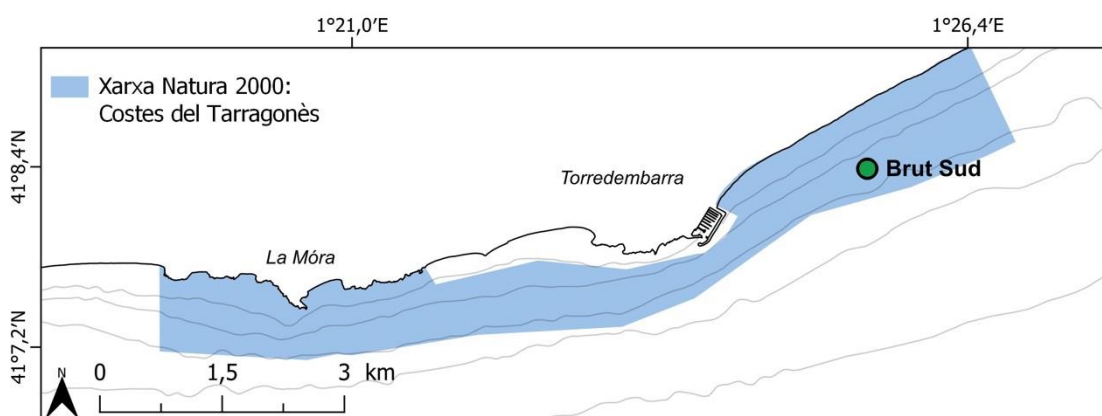 1°21,0′E
1°26,4′E
Xarxa Natura 2000:
Costes del Tarragonès
41°8,4′N
Torredembarra
Brut Sud
La Móra
41°7,2′N
N
0 1,5 3 km